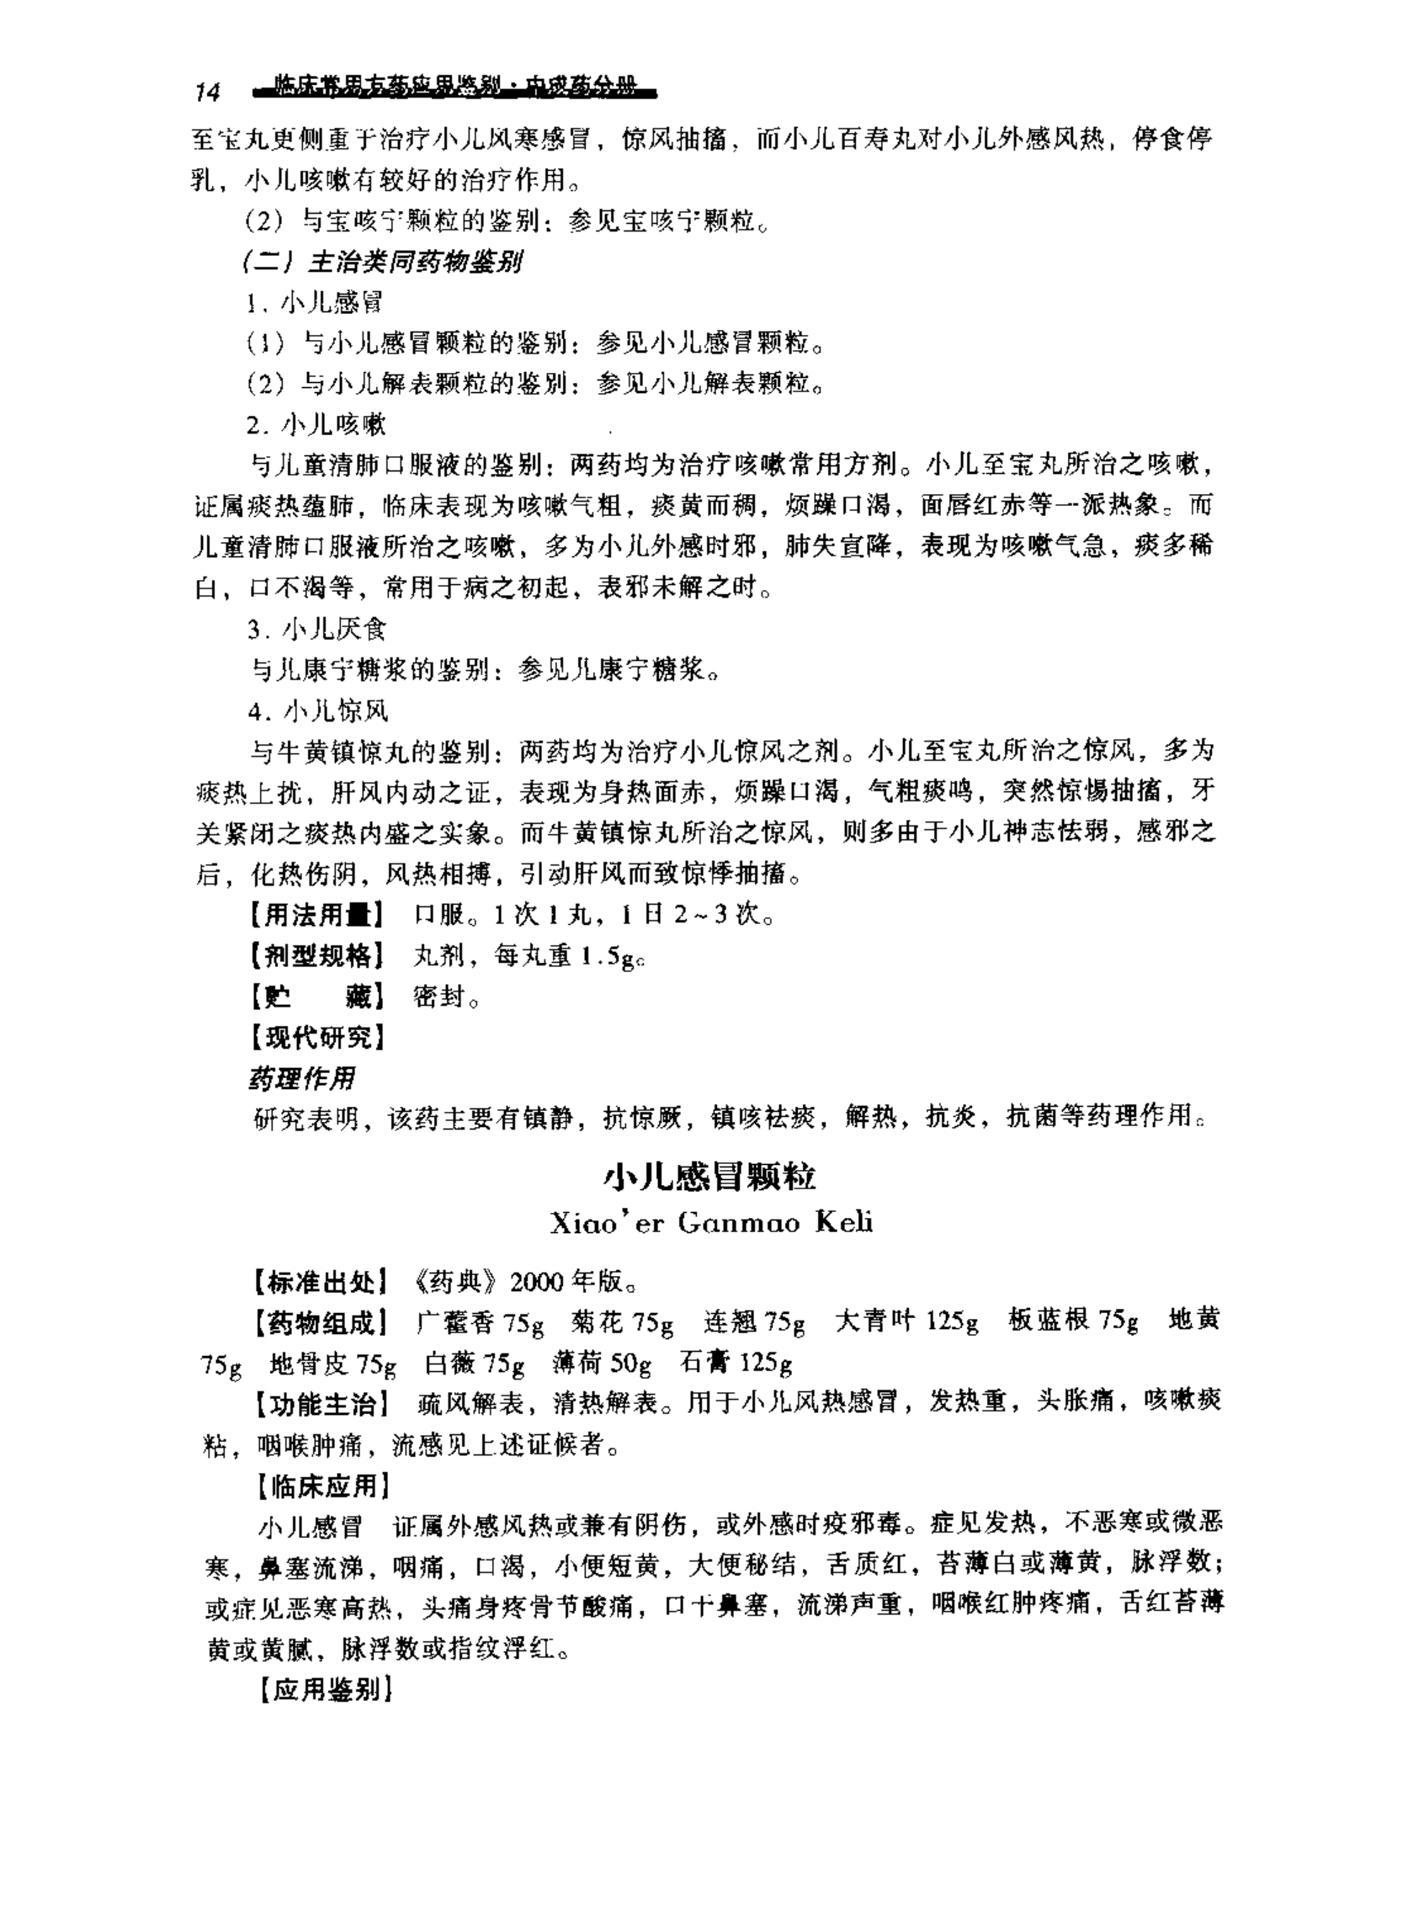 14 临床常用方药应用鉴别·中成药分册
至宝丸更侧重于治疗小儿风寒感冒，惊风抽搐，而小儿百寿丸对小儿外感风热，停食停
乳，小儿咳嗽有较好的治疗作用。
（2）与宝咳宁颗粒的鉴别：参见宝咳宁颗粒。
（二）主治类同药物鉴别
1. 小儿感冒
（1）与小儿感冒颗粒的鉴别：参见小儿感冒颗粒。
（2）与小儿解表颗粒的鉴别：参见小儿解表颗粒。
2. 小儿咳嗽
与儿童清肺口服液的鉴别：两药均为治疗咳嗽常用方剂。小儿至宝丸所治之咳嗽，
证属痰热蕴肺，临床表现为咳嗽气粗，痰黄而稠，烦躁口渴，面唇红赤等一派热象。而
儿童清肺口服液所治之咳嗽，多为小儿外感时邪，肺失宣降，表现为咳嗽气急，痰多稀
白，口不渴等，常用于病之初起，表邪未解之时。
3. 小儿厌食
与儿康宁糖浆的鉴别：参见儿康宁糖浆。
4. 小儿惊风
与牛黄镇惊丸的鉴别：两药均为治疗小儿惊风之剂。小儿至宝丸所治之惊风，多为
痰热上扰，肝风内动之证，表现为身热面赤，烦躁口渴，气粗痰鸣，突然惊惕抽搐，牙
关紧闭之痰热内盛之实象。而牛黄镇惊丸所治之惊风，则多由于小儿神志怯弱，感邪之
后，化热伤阴，风热相搏，引动肝风而致惊悸抽搐。
【用法用量】 口服。1次1丸，1日2~3次。
【剂型规格】 丸剂，每丸重1.5g。
【贮　　藏】 密封。
【现代研究】
药理作用
研究表明，该药主要有镇静，抗惊厥，镇咳祛痰，解热，抗炎，抗菌等药理作用。
小儿感冒颗粒
Xiao'er Ganmao Keli
【标准出处】《药典》2000年版。
【药物组成】 广藿香75g　菊花75g　连翘75g　大青叶125g　板蓝根75g　地黄
75g　地骨皮75g　白薇75g　薄荷50g　石膏125g
【功能主治】 疏风解表，清热解表。用于小儿风热感冒，发热重，头胀痛，咳嗽痰
粘，咽喉肿痛，流感见上述证候者。
【临床应用】
小儿感冒　证属外感风热或兼有阴伤，或外感时疫邪毒。症见发热，不恶寒或微恶
寒，鼻塞流涕，咽痛，口渴，小便短黄，大便秘结，舌质红，苔薄白或薄黄，脉浮数；
或症见恶寒高热，头痛身疼骨节酸痛，口干鼻塞，流涕声重，咽喉红肿疼痛，舌红苔薄
黄或黄腻，脉浮数或指纹浮红。
【应用鉴别】